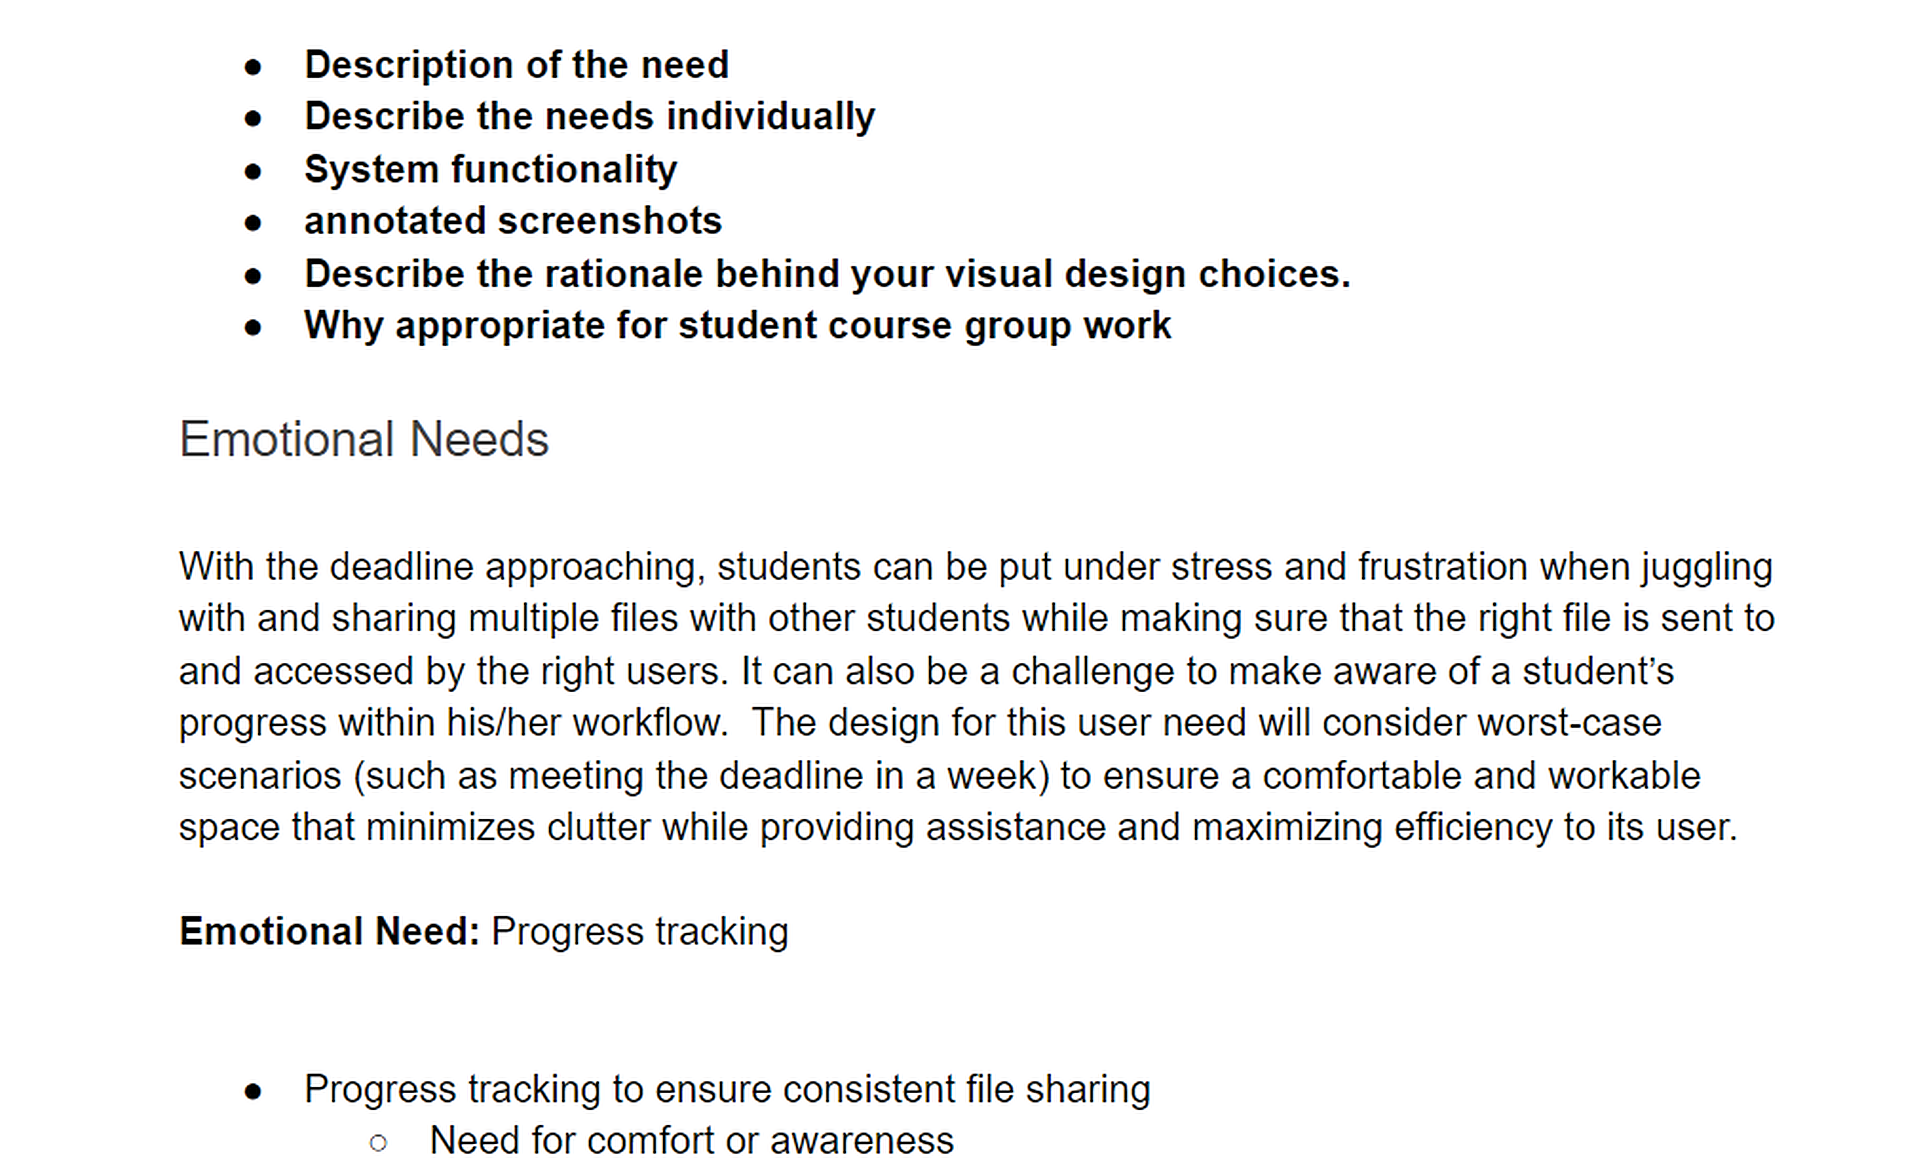 ● Description of the need
● Describe the needs individually
● System functionality
● annotated screenshots
● Describe the rationale behind your visual design choices.
● Why appropriate for student course group work
Emotional Needs
With the deadline approaching, students can be put under stress and frustration when juggling
with and sharing multiple files with other students while making sure that the right file is sent to
and accessed by the right users. It can also be a challenge to make aware of a student’s
progress within his/her workflow.  The design for this user need will consider worst-case
scenarios (such as meeting the deadline in a week) to ensure a comfortable and workable
space that minimizes clutter while providing assistance and maximizing efficiency to its user.
Emotional Need: Progress tracking
● Progress tracking to ensure consistent file sharing
○ Need for comfort or awareness